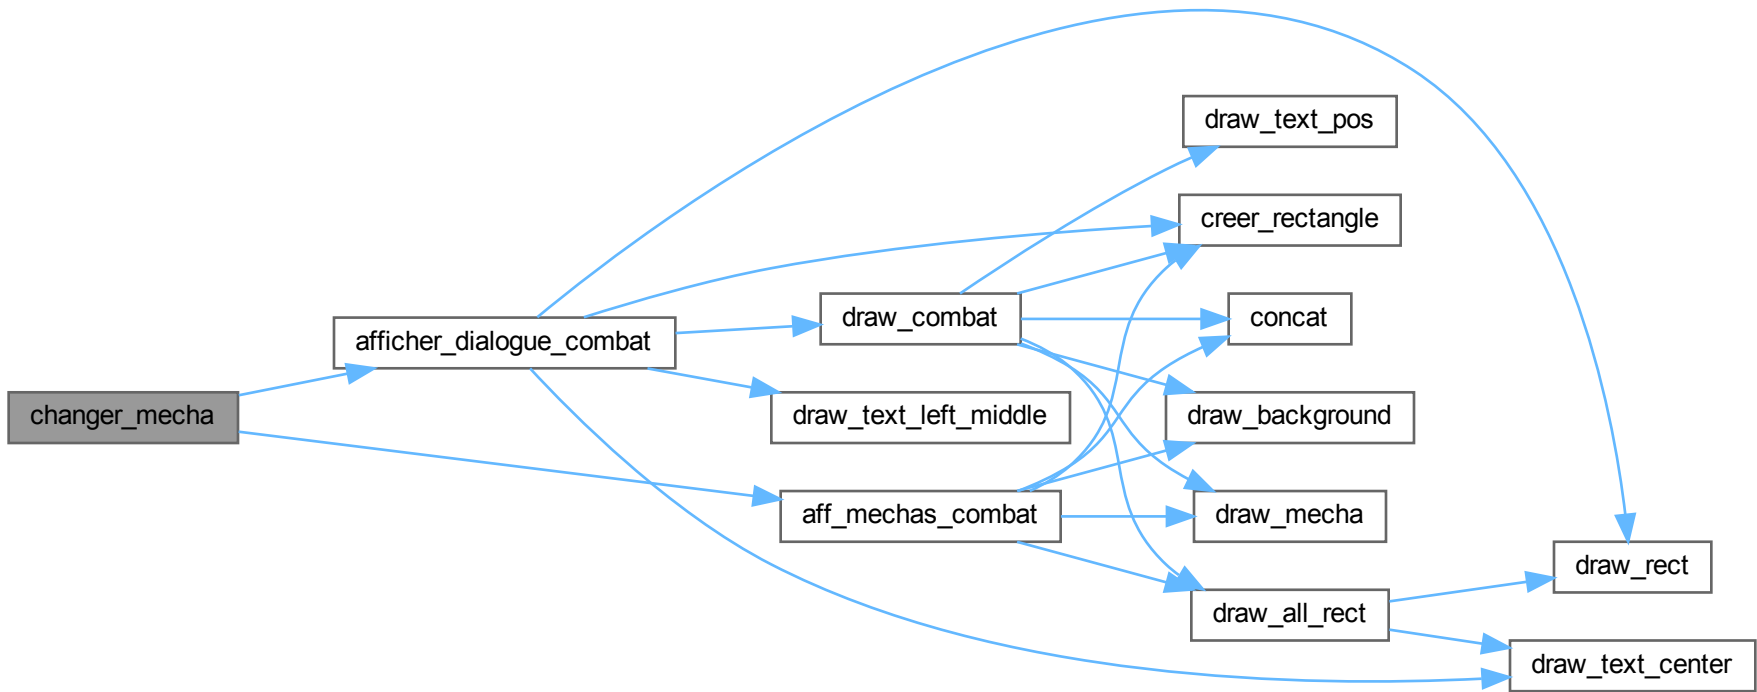 draw_text_pos
creer_rectangle
draw_combat
concat
afficher_dialogue_combat
changer_mecha
draw_text_left_middle
draw_background
aff_mechas_combat
draw_mecha
draw_rect
draw_all_rect
draw_text_center